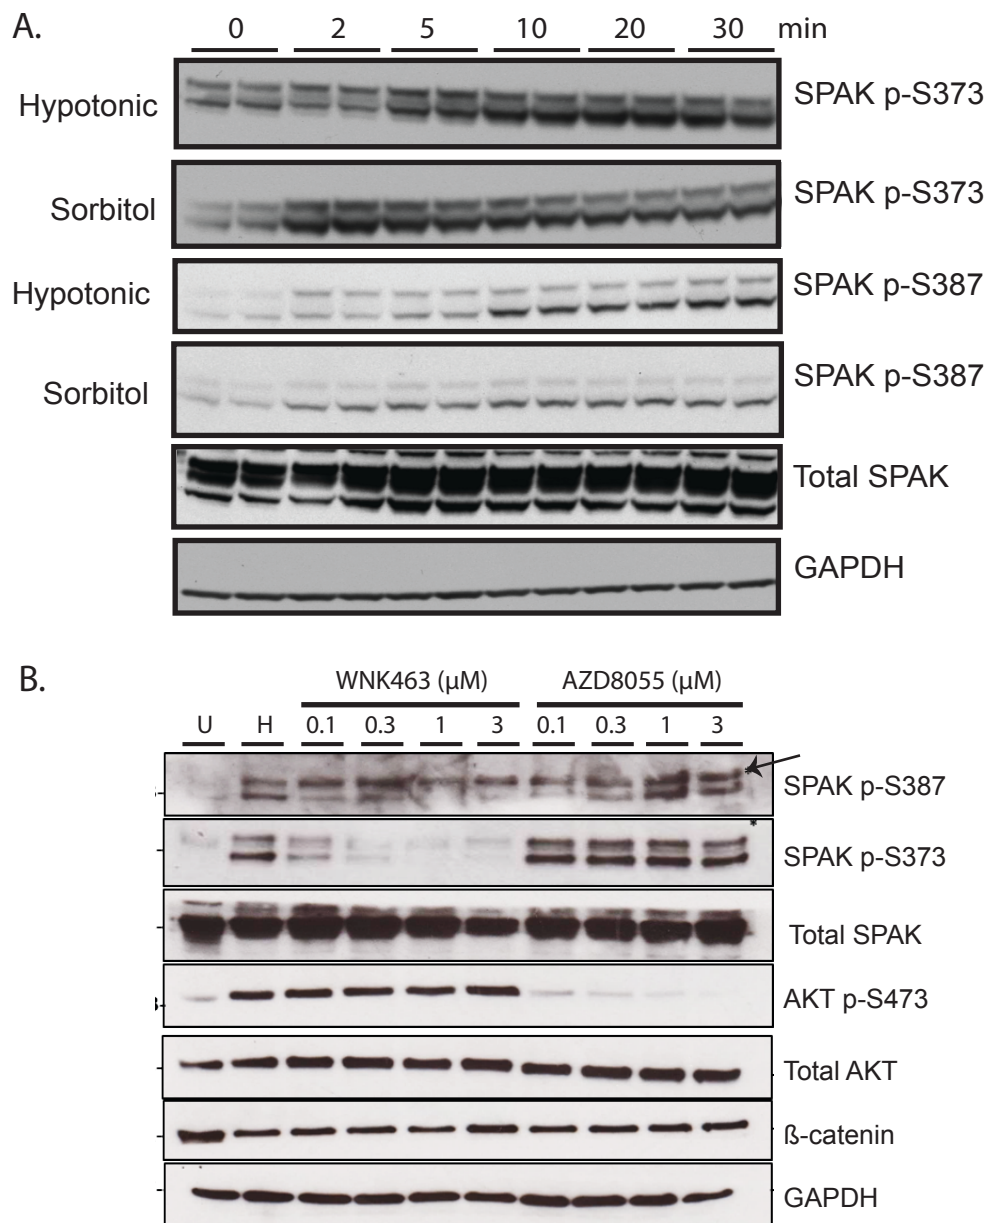 A.
0 2 5 10 20 30 min
Hypotonic SPAK p-S373
Sorbitol SPAK p-S373
Hypotonic SPAK p-S387
Sorbitol SPAK p-S387
Total SPAK
GAPDH
B.
WNK463 (µM) AZD8055 (µM)
U H 0.1 0.3 1 3 0.1 0.3 1 3
SPAK p-S387
*
SPAK p-S373
Total SPAK
AKT p-S473
Total AKT
ß-catenin
GAPDH